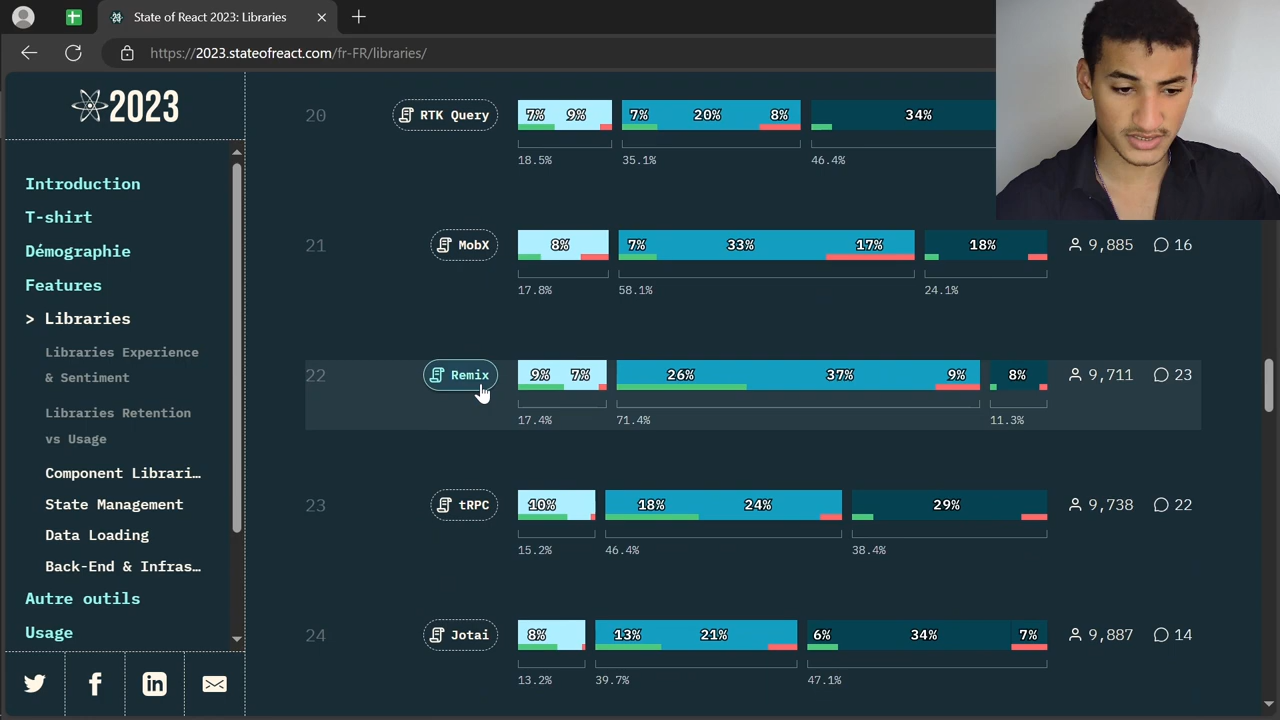 State of React 2023: Libraries
https://2023.stateofreact.com/fr-FR/libraries/
2023
Introduction
T-shirt
Démographie
Features
> Libraries
Libraries Experience
& Sentiment
Libraries Retention
vs Usage
Component Librari…
State Management
Data Loading
Back-End & Infras…
Autre outils
Usage
20 RTK Query 7% 9% 7% 20% 8% 34%
18.5% 35.1% 46.4%
21 MobX 8% 7% 33% 17% 18% 9,885 16
17.8% 58.1% 24.1%
22 Remix 9% 7% 26% 37% 9% 8% 9,711 23
17.4% 71.4% 11.3%
23 tRPC 10% 18% 24% 29% 9,738 22
15.2% 46.4% 38.4%
24 Jotai 8% 13% 21% 6% 34% 7% 9,887 14
13.2% 39.7% 47.1%